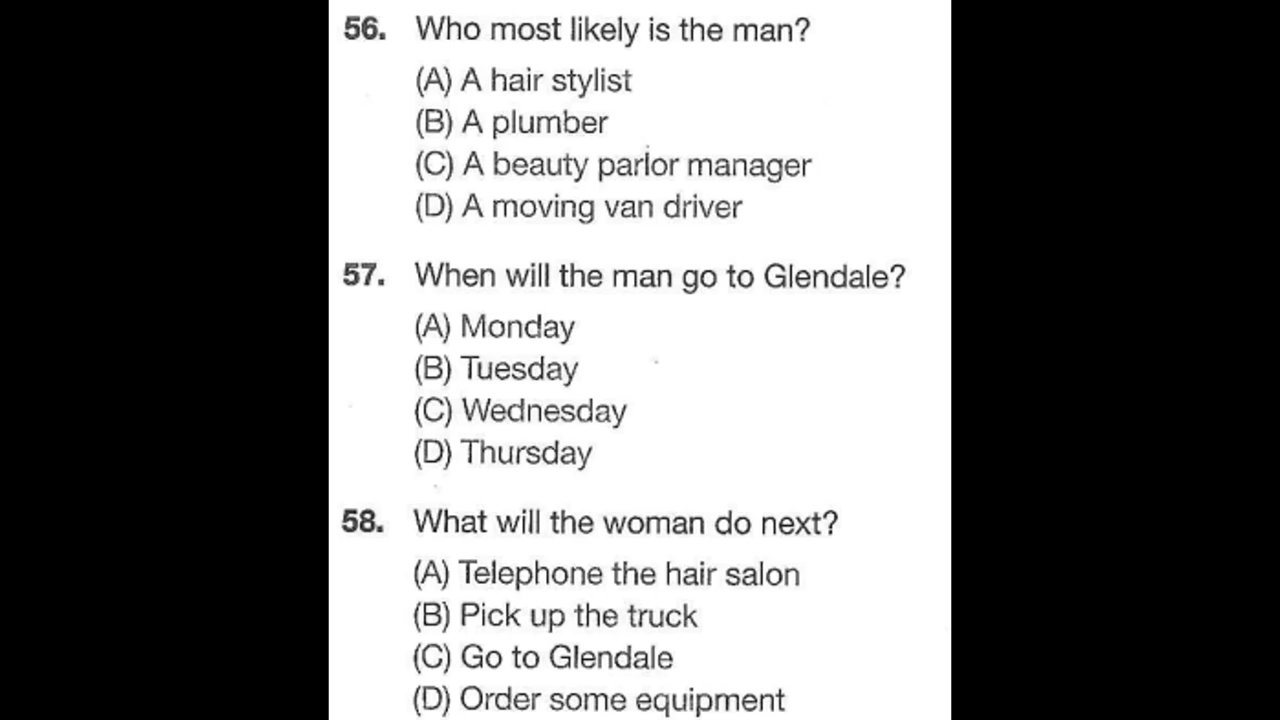 56. Who most likely is the man?
(A) A hair stylist
(B) A plumber
(C) A beauty parlor manager
(D) A moving van driver
57. When will the man go to Glendale?
(A) Monday
(B) Tuesday
(C) Wednesday
(D) Thursday
58. What will the woman do next?
(A) Telephone the hair salon
(B) Pick up the truck
(C) Go to Glendale
(D) Order some equipment